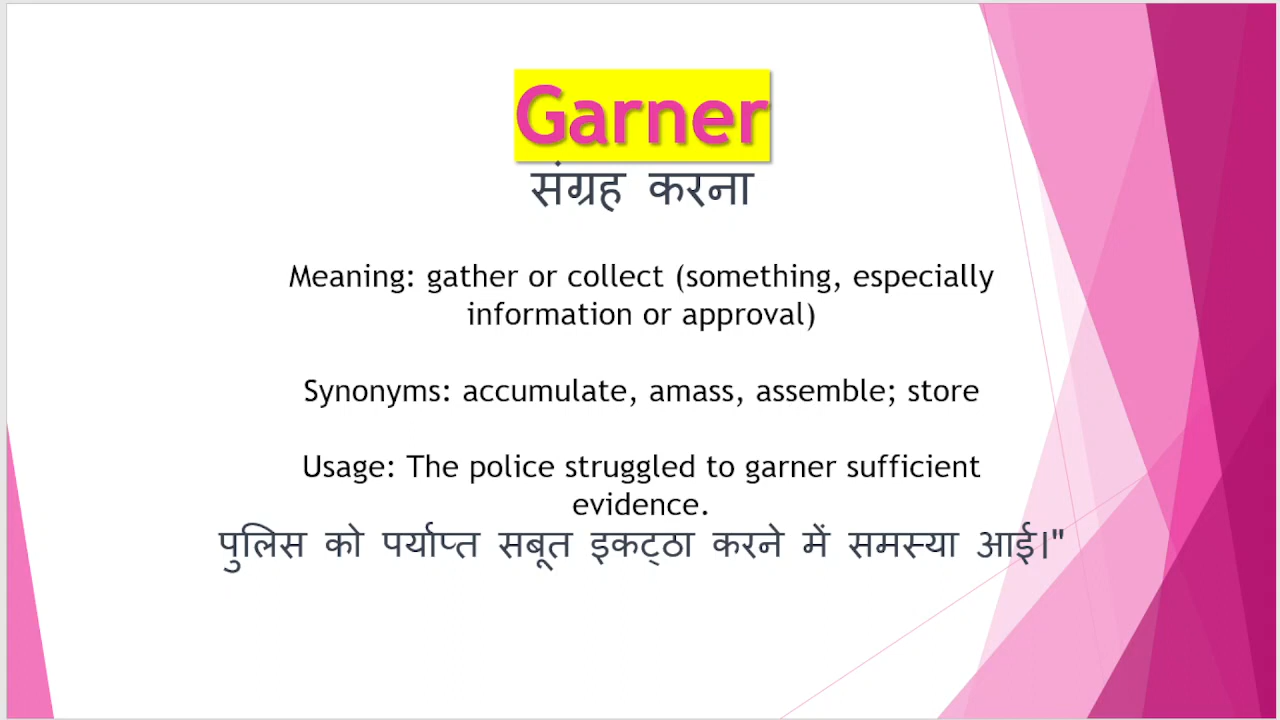 Garner
संग्रह करना
Meaning: gather or collect (something, especially
information or approval)
Synonyms: accumulate, amass, assemble; store
Usage: The police struggled to garner sufficient
evidence.
पुलिस को पर्याप्त सबूत इकट्ठा करने में समस्या आई।"